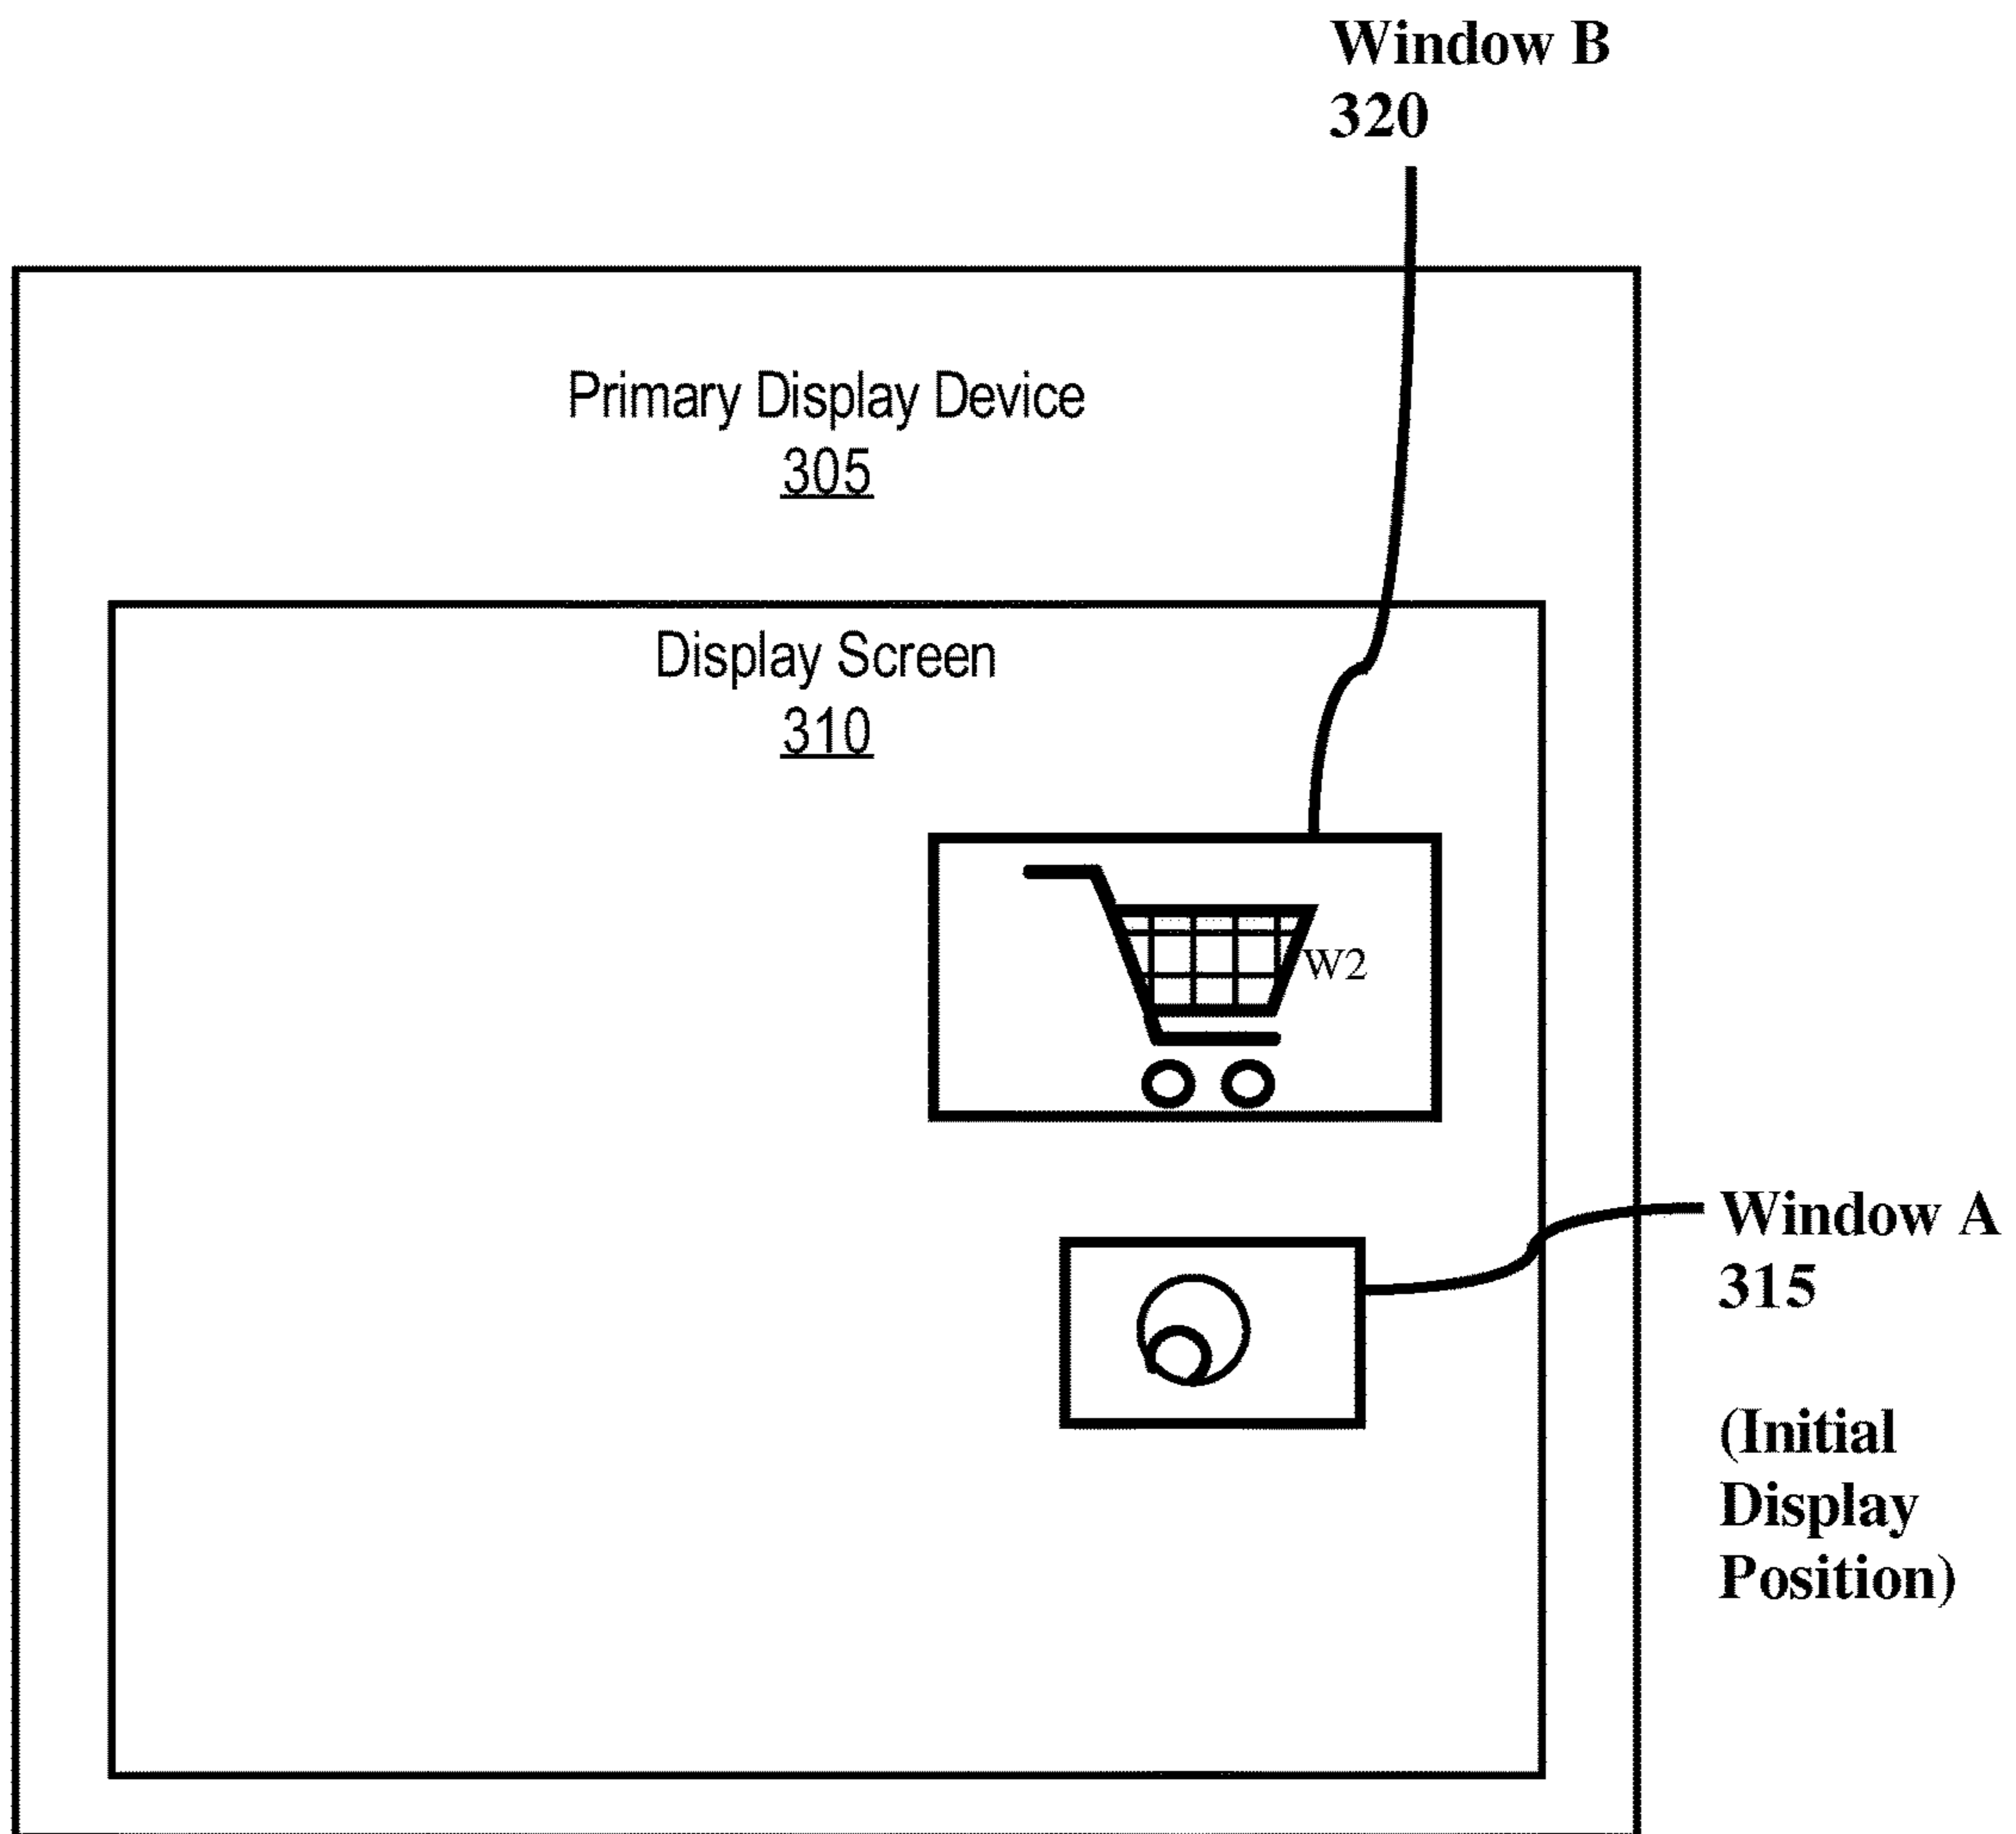 Window B
320
Primary Display Device
305
Display Screen
310
W2
Window A
315
(Initial
Display
Position)